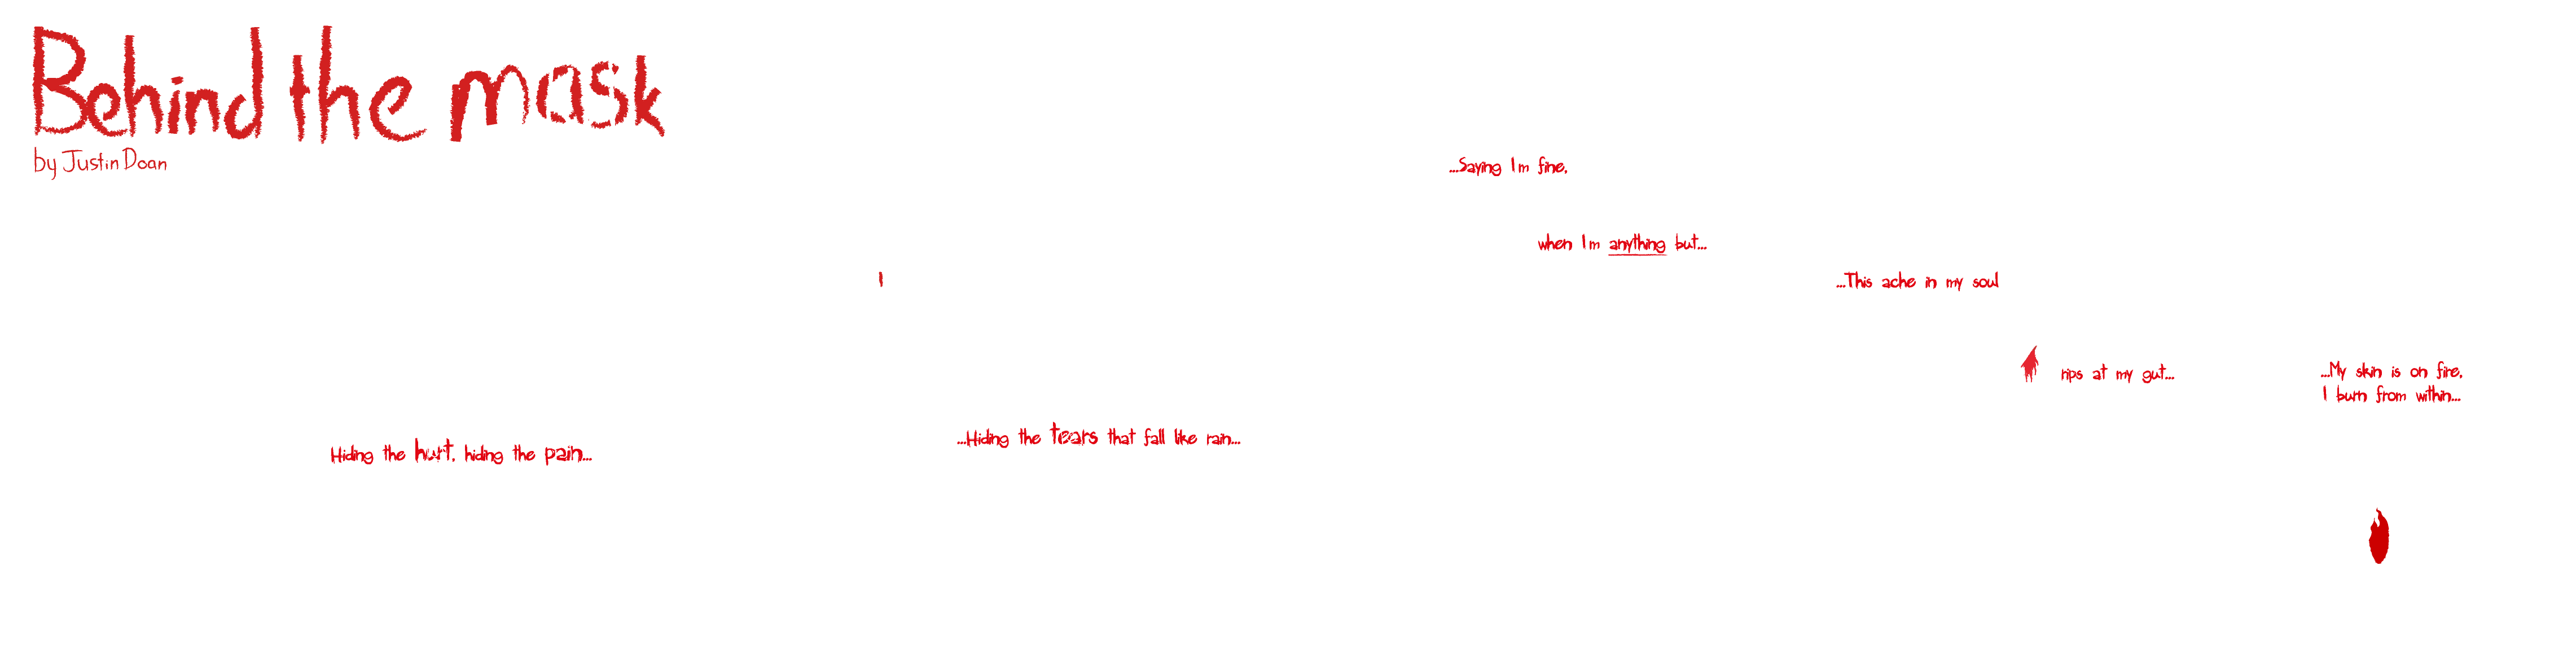 Behind the mask
by Justin Doan
Hiding the hurt, hiding the pain...
...Hiding the tears that fall like rain...
...Saying I'm fine,
when I'm anything but...
...This ache in my soul
rips at my gut...
...My skin is on fire,
I burn from within...